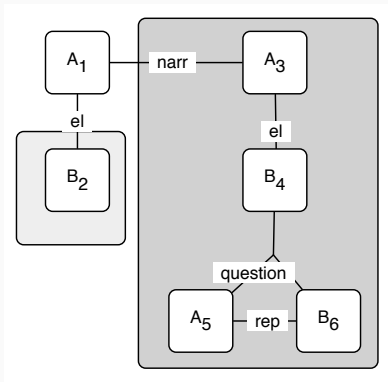 A1 narr A3
el
el
B2
B4
question
A5 rep B6